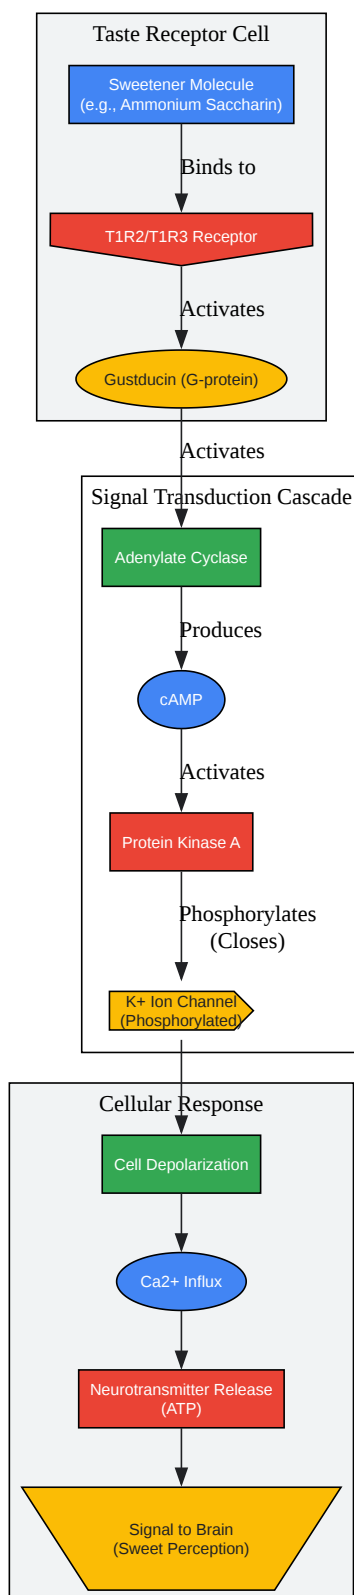 Taste Receptor Cell
Sweetener Molecule
(e.g., Ammonium Saccharin)
Binds to
T1R2/T1R3 Receptor
Activates
Gustducin (G-protein)
Activates
Signal Transduction Cascade
Adenylate Cyclase
Produces
cAMP
Activates
Protein Kinase A
Phosphorylates
(Closes)
K+ Ion Channel
(Phosphorylated)
Cellular Response
Cell Depolarization
Ca2+ Influx
Neurotransmitter Release
(ATP)
Signal to Brain
(Sweet Perception)